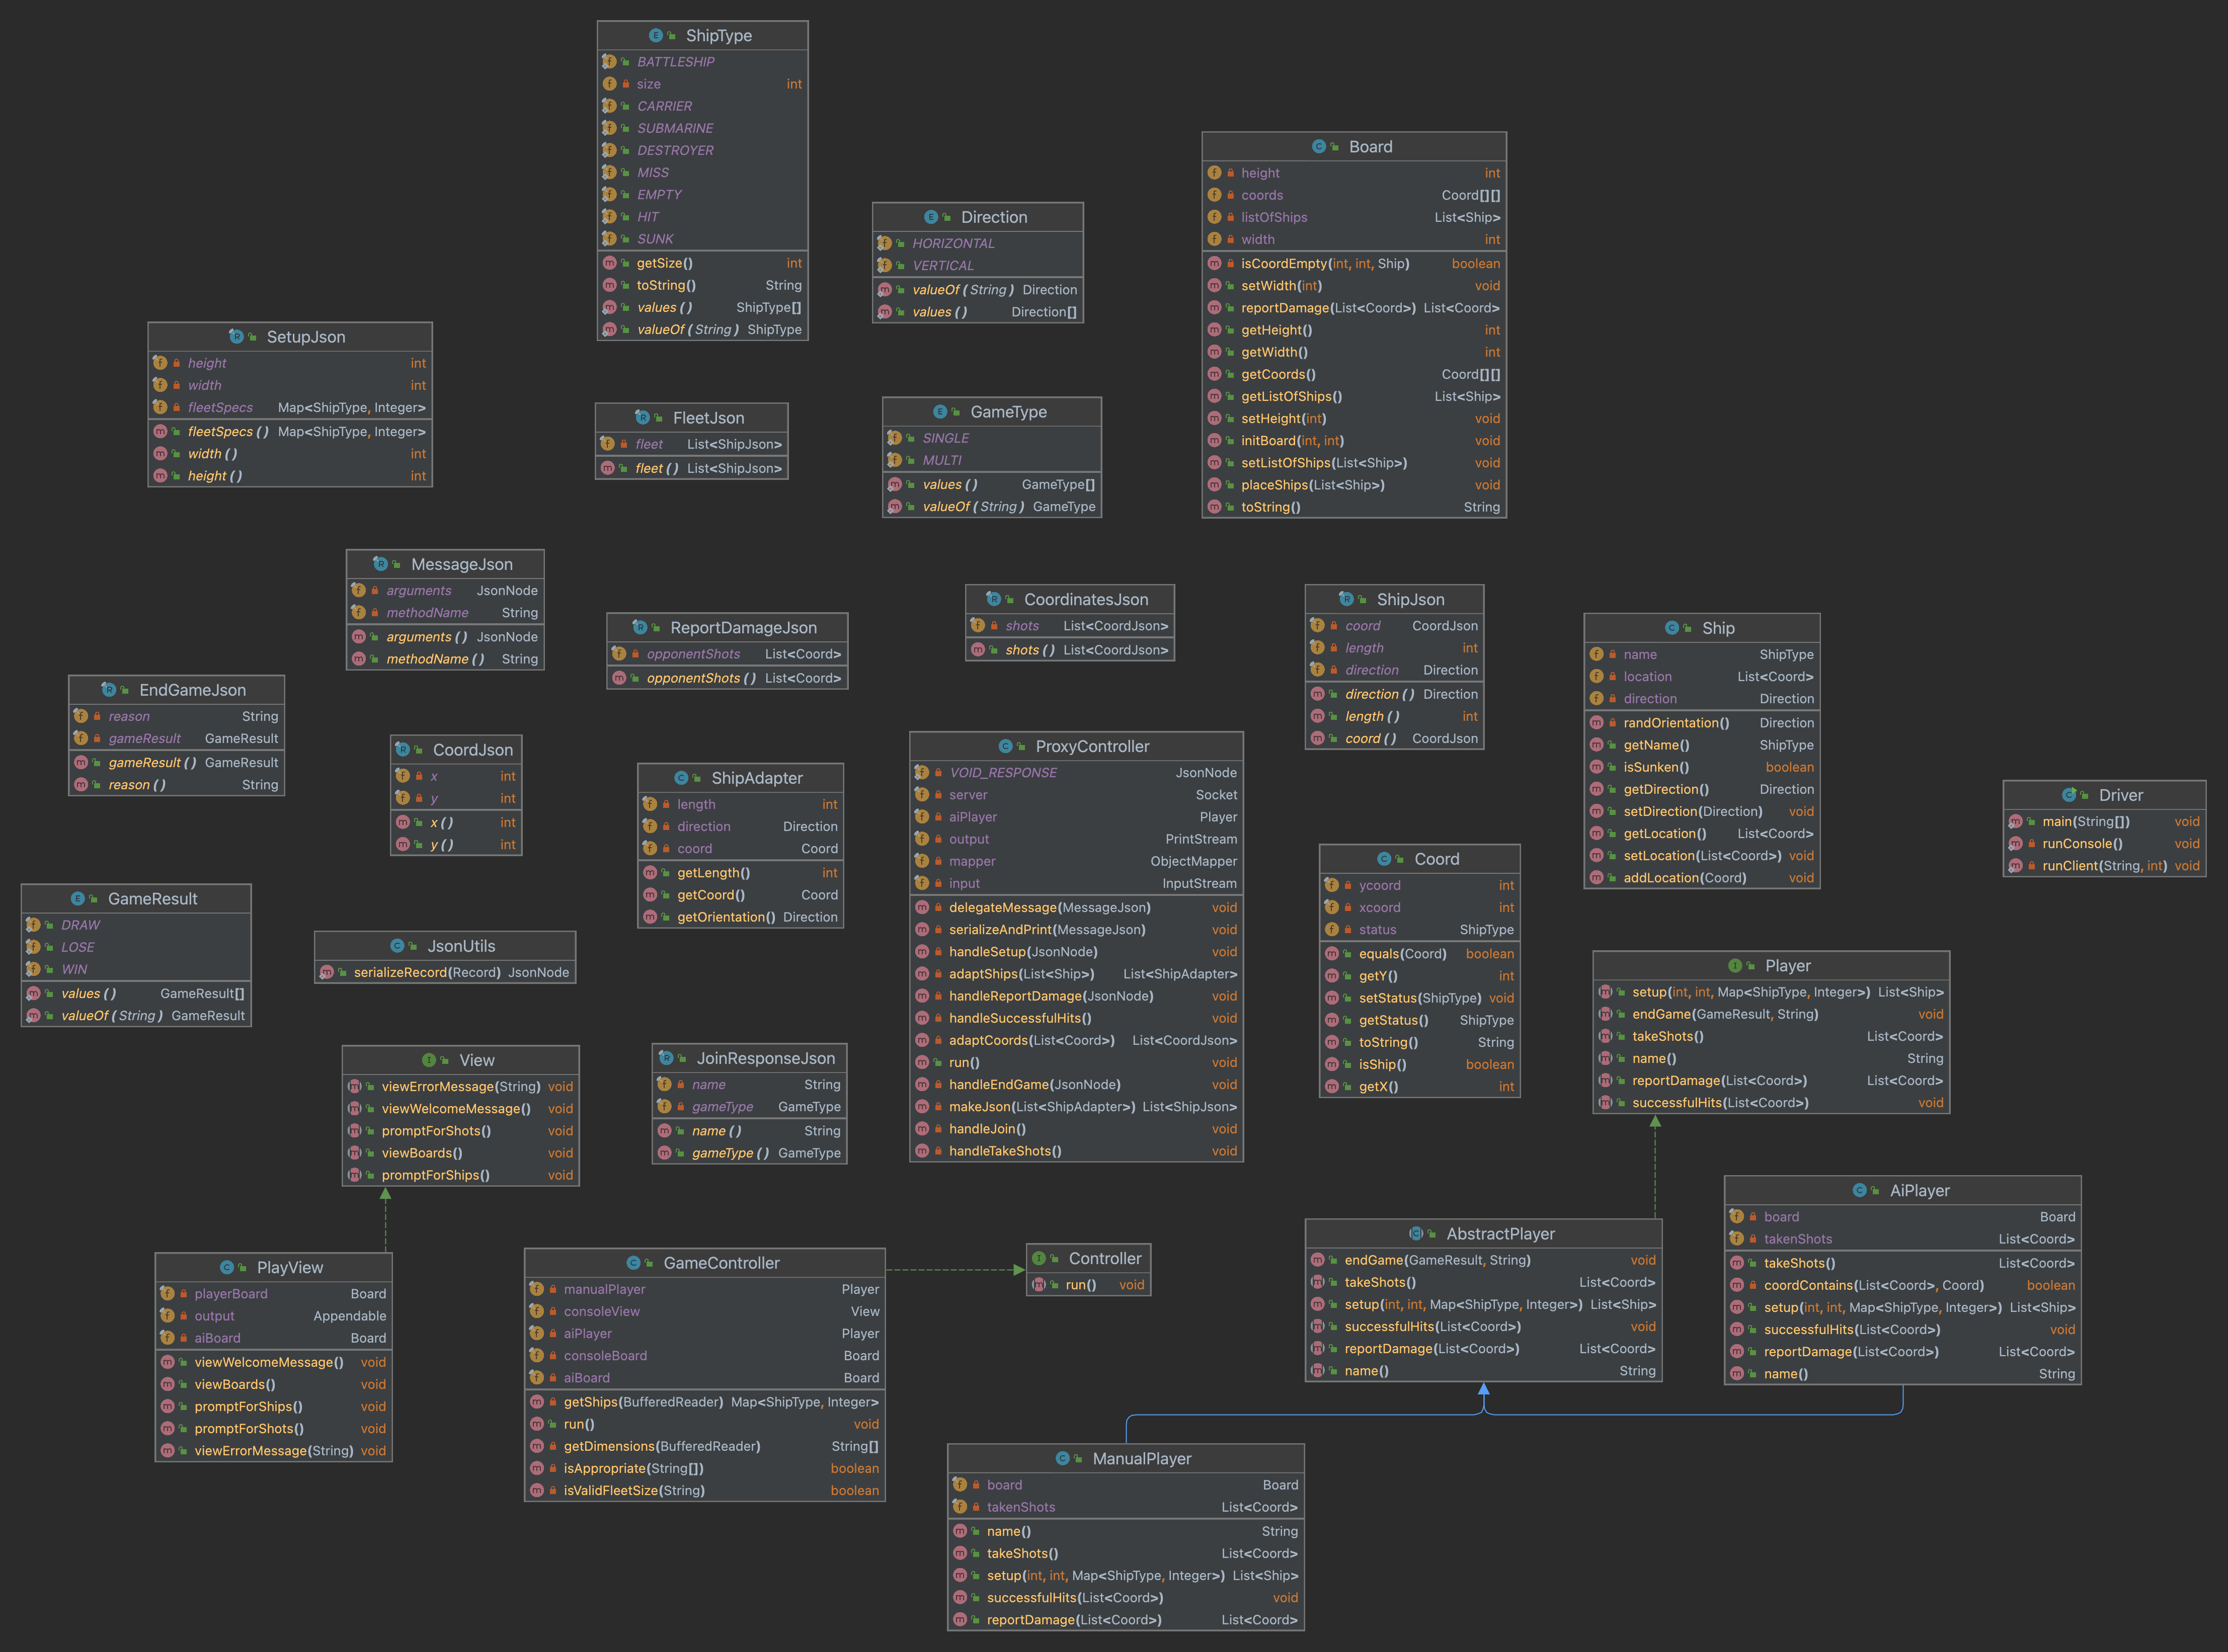 ShipType
BATTLESHIP
size int
CARRIER
SUBMARINE
DESTROYER
MISS
EMPTY
HIT
SUNK
getSize() int
toString() String
values() ShipType[]
valueOf(String) ShipType
Board
height int
coords Coord[][]
listOfShips List<Ship>
width int
isCoordEmpty(int, int, Ship) boolean
setWidth(int) void
reportDamage(List<Coord>) List<Coord>
getHeight() int
getWidth() int
getCoords() Coord[][]
getListOfShips() List<Ship>
setHeight(int) void
initBoard(int, int) void
setListOfShips(List<Ship>) void
placeShips(List<Ship>) void
toString() String
Direction
HORIZONTAL
VERTICAL
valueOf(String) Direction
values() Direction[]
SetupJson
height int
width int
fleetSpecs Map<ShipType, Integer>
fleetSpecs() Map<ShipType, Integer>
width() int
height() int
FleetJson
fleet List<ShipJson>
fleet() List<ShipJson>
GameType
SINGLE
MULTI
values() GameType[]
valueOf(String) GameType
MessageJson
arguments JsonNode
methodName String
arguments() JsonNode
methodName() String
ReportDamageJson
opponentShots List<Coord>
opponentShots() List<Coord>
CoordinatesJson
shots List<CoordJson>
shots() List<CoordJson>
ShipJson
coord CoordJson
length int
direction Direction
direction() Direction
length() int
coord() CoordJson
Ship
name ShipType
location List<Coord>
direction Direction
randOrientation() Direction
getName() ShipType
isSunken() boolean
getDirection() Direction
setDirection(Direction) void
getLocation() List<Coord>
setLocation(List<Coord>) void
addLocation(Coord) void
EndGameJson
reason String
gameResult GameResult
gameResult() GameResult
reason() String
CoordJson
x int
y int
x() int
y() int
ShipAdapter
length int
direction Direction
coord Coord
getLength() int
getCoord() Coord
getOrientation() Direction
ProxyController
VOID_RESPONSE JsonNode
server Socket
aiPlayer Player
output PrintStream
mapper ObjectMapper
input InputStream
delegateMessage(MessageJson) void
serializeAndPrint(MessageJson) void
handleSetup(JsonNode) void
adaptShips(List<Ship>) List<ShipAdapter>
handleReportDamage(JsonNode) void
handleSuccessfulHits() void
adaptCoords(List<Coord>) List<CoordJson>
run() void
handleEndGame(JsonNode) void
makeJson(List<ShipAdapter>) List<ShipJson>
handleJoin() void
handleTakeShots() void
Driver
main(String[]) void
runConsole() void
runClient(String, int) void
Coord
ycoord int
xcoord int
status ShipType
equals(Coord) boolean
getY() int
setStatus(ShipType) void
getStatus() ShipType
toString() String
isShip() boolean
getX() int
GameResult
DRAW
LOSE
WIN
values() GameResult[]
valueOf(String) GameResult
JsonUtils
serializeRecord(Record) JsonNode
Player
setup(int, int, Map<ShipType, Integer>) List<Ship>
endGame(GameResult, String) void
takeShots() List<Coord>
name() String
reportDamage(List<Coord>) List<Coord>
successfulHits(List<Coord>) void
View
viewErrorMessage(String) void
viewWelcomeMessage() void
promptForShots() void
viewBoards() void
promptForShips() void
JoinResponseJson
name String
gameType GameType
name() String
gameType() GameType
AiPlayer
board Board
takenShots List<Coord>
takeShots() List<Coord>
coordContains(List<Coord>, Coord) boolean
setup(int, int, Map<ShipType, Integer>) List<Ship>
successfulHits(List<Coord>) void
reportDamage(List<Coord>) List<Coord>
name() String
AbstractPlayer
endGame(GameResult, String) void
takeShots() List<Coord>
setup(int, int, Map<ShipType, Integer>) List<Ship>
successfulHits(List<Coord>) void
reportDamage(List<Coord>) List<Coord>
name() String
PlayView
playerBoard Board
output Appendable
aiBoard Board
viewWelcomeMessage() void
viewBoards() void
promptForShips() void
promptForShots() void
viewErrorMessage(String) void
GameController
manualPlayer Player
consoleView View
aiPlayer Player
consoleBoard Board
aiBoard Board
getShips(BufferedReader) Map<ShipType, Integer>
run() void
getDimensions(BufferedReader) String[]
isAppropriate(String[]) boolean
isValidFleetSize(String) boolean
Controller
run() void
ManualPlayer
board Board
takenShots List<Coord>
name() String
takeShots() List<Coord>
setup(int, int, Map<ShipType, Integer>) List<Ship>
successfulHits(List<Coord>) void
reportDamage(List<Coord>) List<Coord>